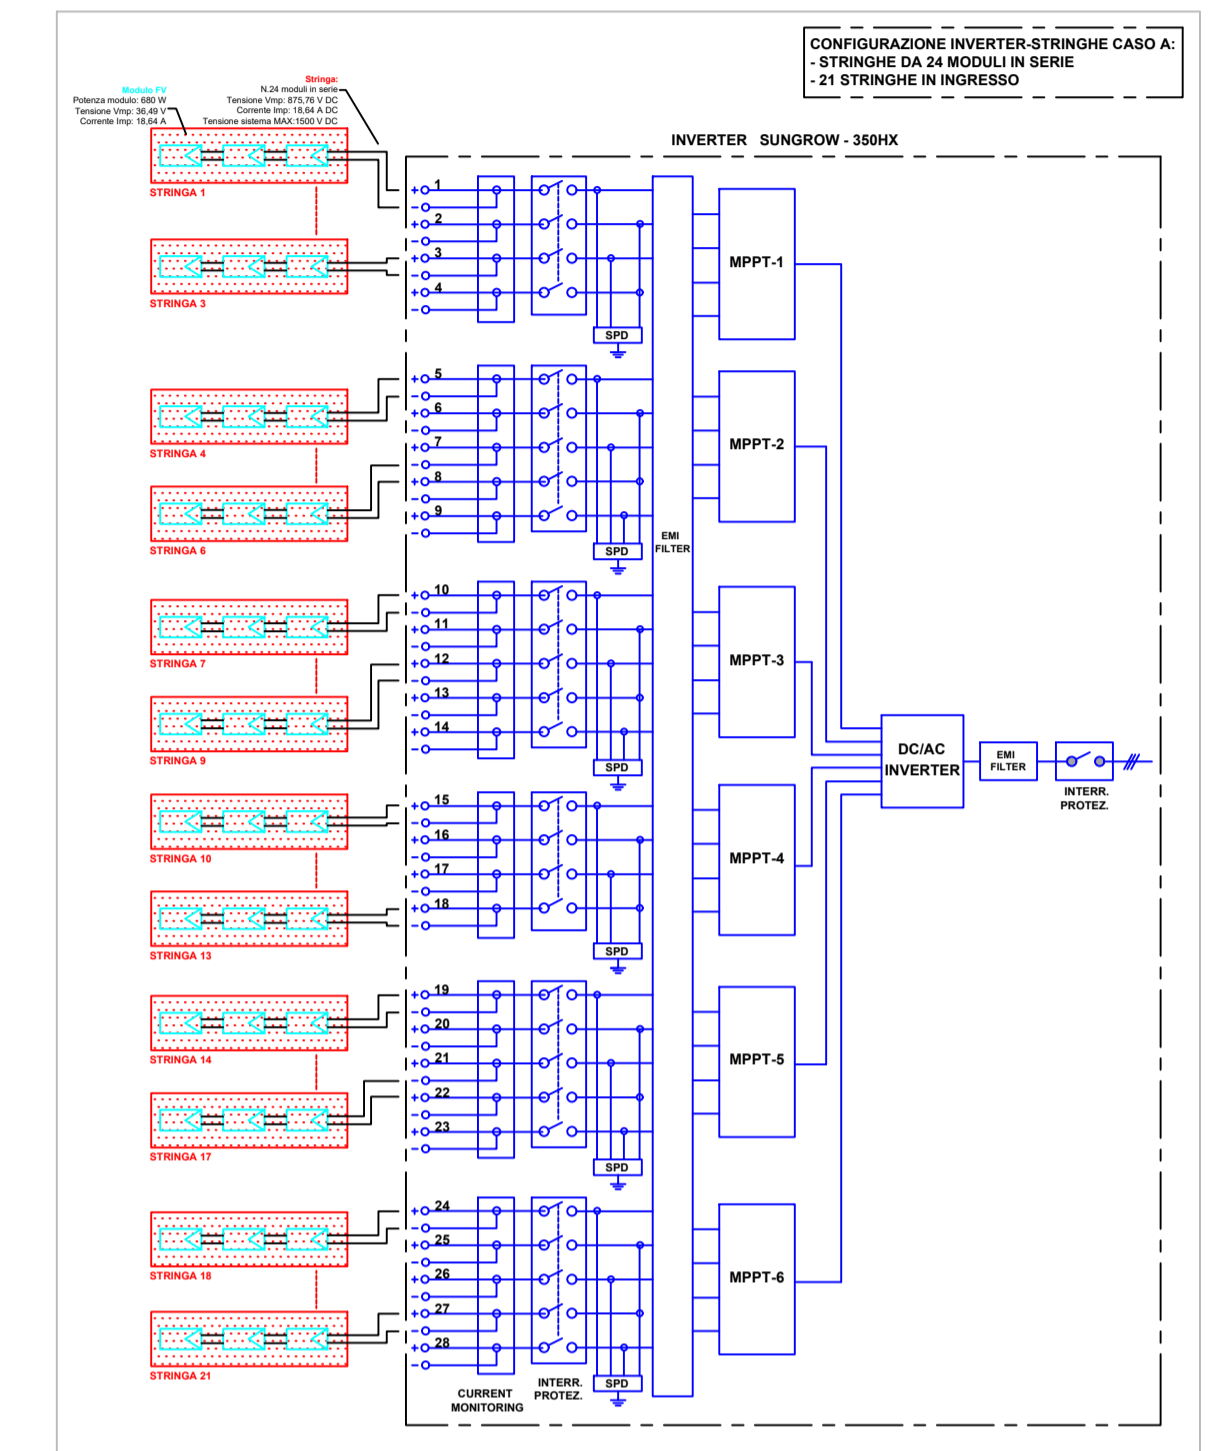 CONFIGURAZIONE INVERTER-STRINGHE CASO A:
- STRINGHE DA 24 MODULI IN SERIE
- 21 STRINGHE IN INGRESSO
Modulo FV
Potenza modulo: 680 W
Tensione Vmp: 36,49 V
Corrente Imp: 18,64 A
Stringa:
N.24 moduli in serie
Tensione Vmp: 875,76 V DC
Corrente Imp: 18,64 A DC
Tensione sistema MAX:1500 V DC
INVERTER SUNGROW - 350HX
STRINGA 1
STRINGA 3
+ 1
-
+ 2
-
+ 3
-
+ 4
-
SPD
MPPT-1
STRINGA 4
STRINGA 6
+ 5
-
+ 6
-
+ 7
-
+ 8
-
+ 9
-
SPD
EMI
FILTER
MPPT-2
STRINGA 7
STRINGA 9
+ 10
-
+ 11
-
+ 12
-
+ 13
-
+ 14
-
SPD
MPPT-3
DC/AC
INVERTER
EMI
FILTER
INTERR.
PROTEZ.
STRINGA 10
STRINGA 13
+ 15
-
+ 16
-
+ 17
-
+ 18
-
SPD
MPPT-4
STRINGA 14
STRINGA 17
+ 19
-
+ 20
-
+ 21
-
+ 22
-
+ 23
-
SPD
MPPT-5
STRINGA 18
STRINGA 21
+ 24
-
+ 25
-
+ 26
-
+ 27
-
+ 28
-
SPD
MPPT-6
CURRENT
MONITORING
INTERR.
PROTEZ.